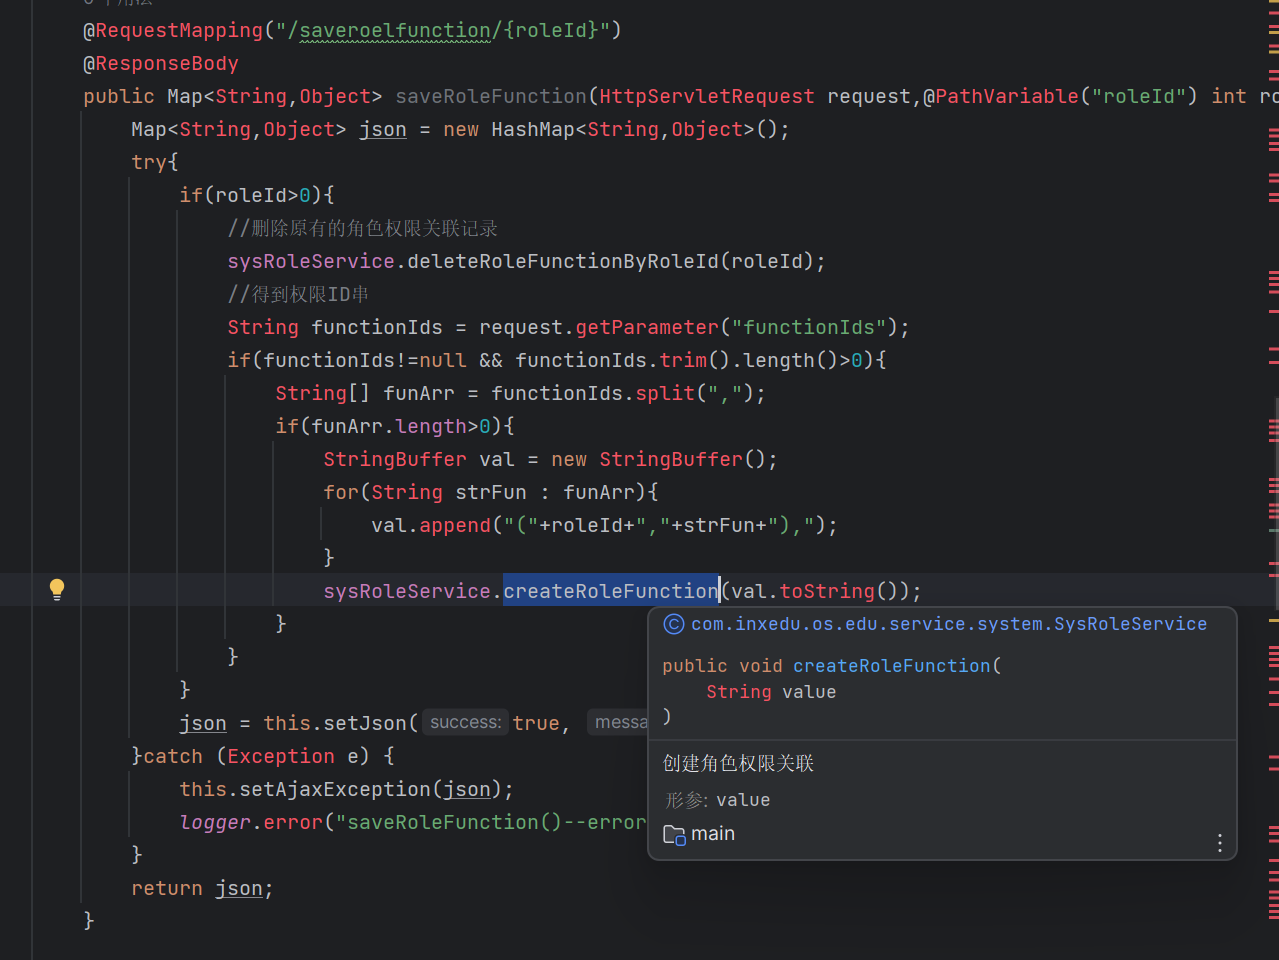 @RequestMapping("/saveroelfunction/{roleId}")
@ResponseBody
public Map<String,Object> saveRoleFunction(HttpServletRequest request,@PathVariable("roleId") int ro
Map<String,Object> json = new HashMap<String,Object>();
try{
if(roleId>0){
//删除原有的角色权限关联记录
sysRoleService.deleteRoleFunctionByRoleId(roleId);
//得到权限ID串
String functionIds = request.getParameter("functionIds");
if(functionIds!=null && functionIds.trim().length()>0){
String[] funArr = functionIds.split(",");
if(funArr.length>0){
StringBuffer val = new StringBuffer();
for(String strFun : funArr){
val.append("("+roleId+","+strFun+"),");
}
sysRoleService.createRoleFunction(val.toString());
}
}
}
json = this.setJson( success: true, messa
}catch (Exception e) {
this.setAjaxException(json);
logger.error("saveRoleFunction()--error
}
return json;
}
com.inxedu.os.edu.service.system.SysRoleService
public void createRoleFunction(
String value
)
创建角色权限关联
形参: value
main